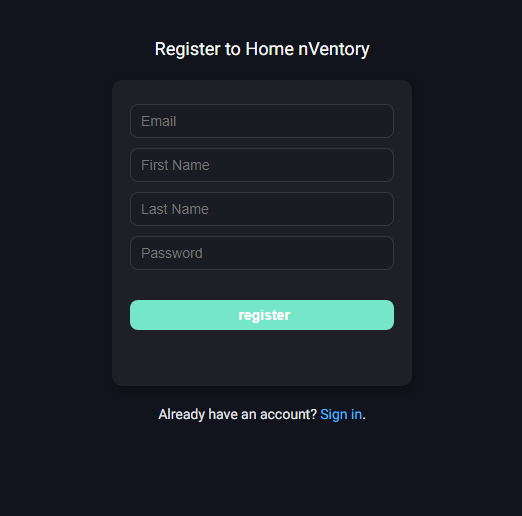 Register to Home nVentory
Email
First Name
Last Name
Password
register
Already have an account? Sign in.